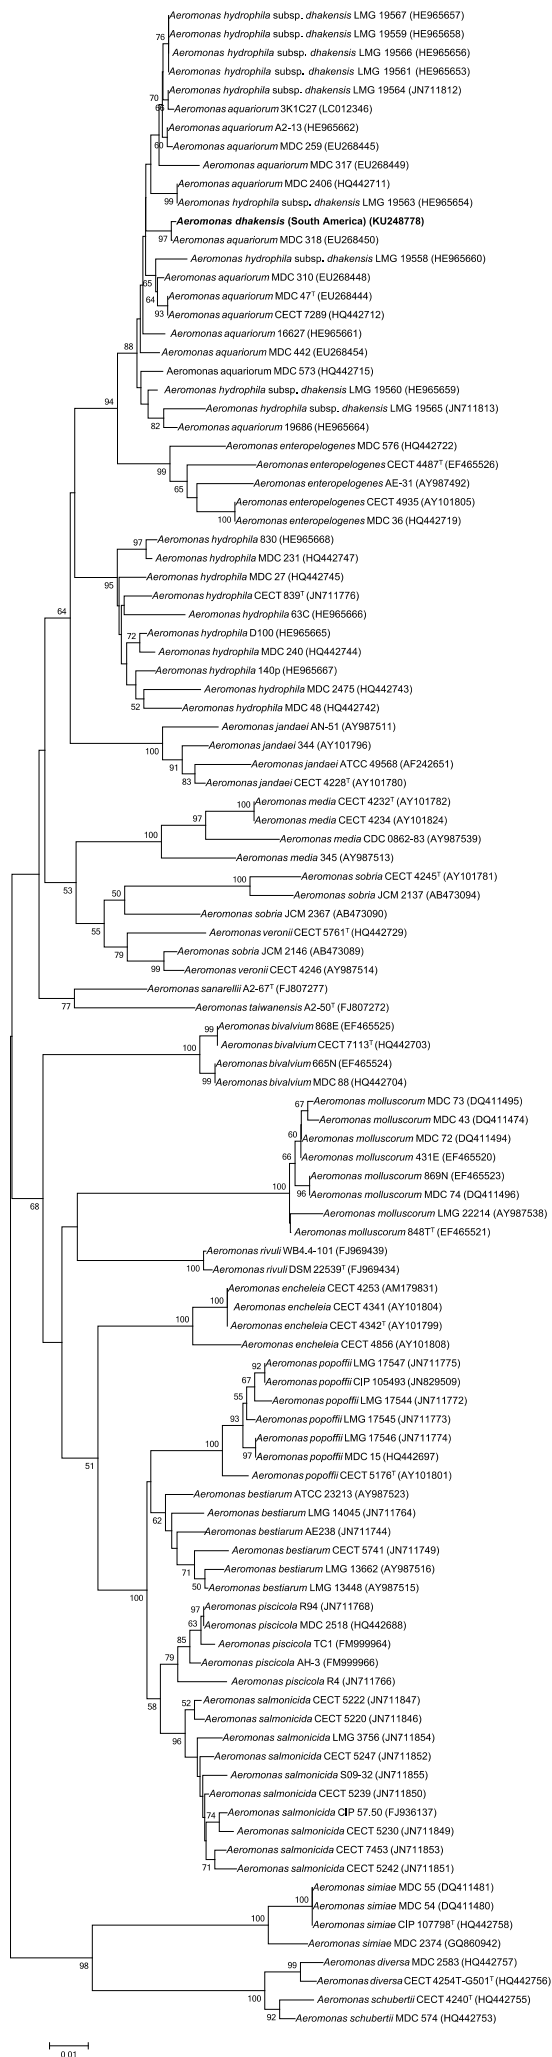 Aeromonas hydrophila subsp. dhakensis LMG 19567 (HE965657)
Aeromonas hydrophila subsp. dhakensis LMG 19559 (HE965658)
76
Aeromonas hydrophila subsp. dhakensis LMG 19566 (HE965656)
Aeromonas hydrophila subsp. dhakensis LMG 19561 (HE965653)
Aeromonas hydrophila subsp. dhakensis LMG 19564 (JN711812)
70
Aeromonas aquariorum 3K1C27 (LC012346)
66
Aeromonas aquariorum A2-13 (HE965662)
Aeromonas aquariorum MDC 259 (EU268445)
60
Aeromonas aquariorum MDC 317 (EU268449)
Aeromonas aquariorum MDC 2406 (HQ442711)
99
Aeromonas hydrophila subsp. dhakensis LMG 19563 (HE965654)
Aeromonas dhakensis (South America) (KU248778)
97
Aeromonas aquariorum MDC 318 (EU268450)
Aeromonas hydrophila subsp. dhakensis LMG 19558 (HE965660)
Aeromonas aquariorum MDC 310 (EU268448)
65
Aeromonas aquariorum MDC 47ᵀ (EU268444)
64
Aeromonas aquariorum CECT 7289 (HQ442712)
93
Aeromonas aquariorum 16627 (HE965661)
88
Aeromonas aquariorum MDC 442 (EU268454)
Aeromonas aquariorum MDC 573 (HQ442715)
Aeromonas hydrophila subsp. dhakensis LMG 19560 (HE965659)
94
Aeromonas hydrophila subsp. dhakensis LMG 19565 (JN711813)
82
Aeromonas aquariorum 19686 (HE965664)
Aeromonas enteropelogenes MDC 576 (HQ442722)
99
Aeromonas enteropelogenes CECT 4487ᵀ (EF465526)
65
Aeromonas enteropelogenes AE-31 (AY987492)
Aeromonas enteropelogenes CECT 4935 (AY101805)
100
Aeromonas enteropelogenes MDC 36 (HQ442719)
97
Aeromonas hydrophila 830 (HE965668)
Aeromonas hydrophila MDC 231 (HQ442747)
95
Aeromonas hydrophila MDC 27 (HQ442745)
Aeromonas hydrophila CECT 839ᵀ (JN711776)
64
Aeromonas hydrophila 63C (HE965666)
72
Aeromonas hydrophila D100 (HE965665)
Aeromonas hydrophila MDC 240 (HQ442744)
Aeromonas hydrophila 140p (HE965667)
Aeromonas hydrophila MDC 2475 (HQ442743)
52
Aeromonas hydrophila MDC 48 (HQ442742)
Aeromonas jandaei AN-51 (AY987511)
100
Aeromonas jandaei 344 (AY101796)
91
Aeromonas jandaei ATCC 49568 (AF242651)
83
Aeromonas jandaei CECT 4228ᵀ (AY101780)
100
Aeromonas media CECT 4232ᵀ (AY101782)
97
Aeromonas media CECT 4234 (AY101824)
100
Aeromonas media CDC 0862-83 (AY987539)
Aeromonas media 345 (AY987513)
53
100
Aeromonas sobria CECT 4245ᵀ (AY101781)
50
Aeromonas sobria JCM 2137 (AB473094)
Aeromonas sobria JCM 2367 (AB473090)
55
Aeromonas veronii CECT 5761ᵀ (HQ442729)
79
Aeromonas sobria JCM 2146 (AB473089)
99
Aeromonas veronii CECT 4246 (AY987514)
Aeromonas sanarellii A2-67ᵀ (FJ807277)
77
Aeromonas taiwanensis A2-50ᵀ (FJ807272)
99
Aeromonas bivalvium 868E (EF465525)
100
Aeromonas bivalvium CECT 7113ᵀ (HQ442703)
Aeromonas bivalvium 665N (EF465524)
99
Aeromonas bivalvium MDC 88 (HQ442704)
Aeromonas molluscorum MDC 73 (DQ411495)
67
Aeromonas molluscorum MDC 43 (DQ411474)
60
Aeromonas molluscorum MDC 72 (DQ411494)
66
Aeromonas molluscorum 431E (EF465520)
100
Aeromonas molluscorum 869N (EF465523)
96
Aeromonas molluscorum MDC 74 (DQ411496)
68
Aeromonas molluscorum LMG 22214 (AY987538)
Aeromonas molluscorum 848Tᵀ (EF465521)
Aeromonas rivuli WB4.4-101 (FJ969439)
100
Aeromonas rivuli DSM 22539ᵀ (FJ969434)
Aeromonas encheleia CECT 4253 (AM179831)
100
Aeromonas encheleia CECT 4341 (AY101804)
100
Aeromonas encheleia CECT 4342ᵀ (AY101799)
Aeromonas encheleia CECT 4856 (AY101808)
92
Aeromonas popoffii LMG 17547 (JN711775)
67
Aeromonas popoffii CIP 105493 (JN829509)
55
Aeromonas popoffii LMG 17544 (JN711772)
93
Aeromonas popoffii LMG 17545 (JN711773)
Aeromonas popoffii LMG 17546 (JN711774)
100
97
Aeromonas popoffii MDC 15 (HQ442697)
51
Aeromonas popoffii CECT 5176ᵀ (AY101801)
Aeromonas bestiarum ATCC 23213 (AY987523)
62
Aeromonas bestiarum LMG 14045 (JN711764)
Aeromonas bestiarum AE238 (JN711744)
Aeromonas bestiarum CECT 5741 (JN711749)
71
Aeromonas bestiarum LMG 13662 (AY987516)
50
Aeromonas bestiarum LMG 13448 (AY987515)
100
97
Aeromonas piscicola R94 (JN711768)
63
Aeromonas piscicola MDC 2518 (HQ442688)
85
Aeromonas piscicola TC1 (FM999964)
79
Aeromonas piscicola AH-3 (FM999966)
Aeromonas piscicola R4 (JN711766)
58
52
Aeromonas salmonicida CECT 5222 (JN711847)
Aeromonas salmonicida CECT 5220 (JN711846)
96
Aeromonas salmonicida LMG 3756 (JN711854)
Aeromonas salmonicida CECT 5247 (JN711852)
Aeromonas salmonicida S09-32 (JN711855)
Aeromonas salmonicida CECT 5239 (JN711850)
74
Aeromonas salmonicida CIP 57.50 (FJ936137)
Aeromonas salmonicida CECT 5230 (JN711849)
Aeromonas salmonicida CECT 7453 (JN711853)
71
Aeromonas salmonicida CECT 5242 (JN711851)
Aeromonas simiae MDC 55 (DQ411481)
100
Aeromonas simiae MDC 54 (DQ411480)
100
Aeromonas simiae CIP 107798ᵀ (HQ442758)
Aeromonas simiae MDC 2374 (GQ860942)
98
99
Aeromonas diversa MDC 2583 (HQ442757)
Aeromonas diversa CECT 4254T-G501ᵀ (HQ442756)
100
Aeromonas schubertii CECT 4240ᵀ (HQ442755)
92
Aeromonas schubertii MDC 574 (HQ442753)
0.01